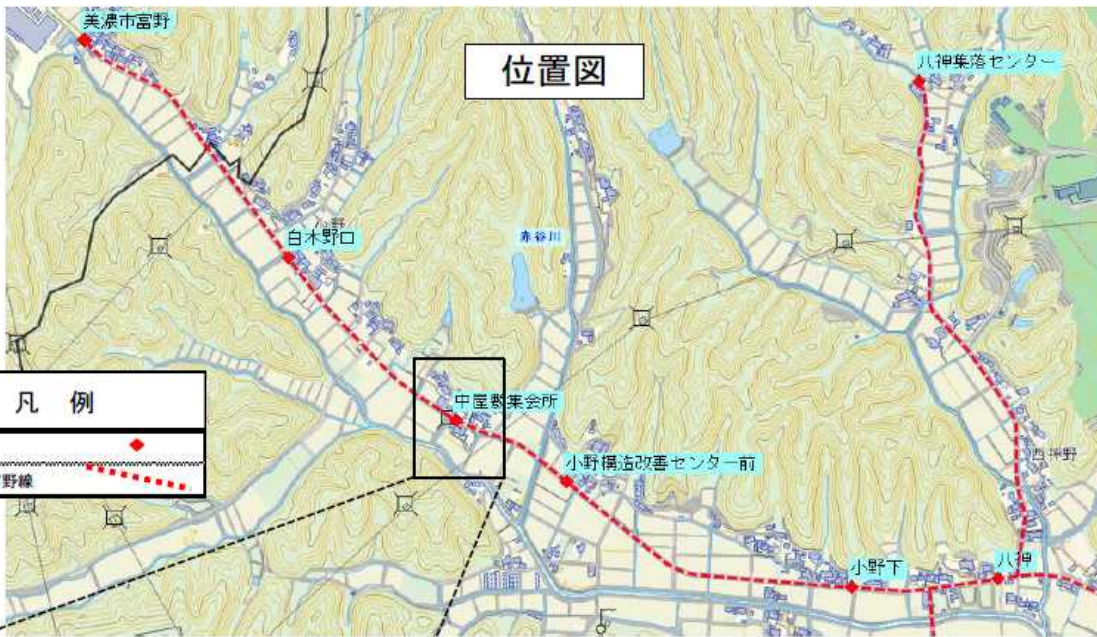 美濃市富野
位置図
八神集落センター
白木野口
赤谷川
凡 例
中屋敷集会所
野線
小野構造改善センター前
西神野
小野下
八神